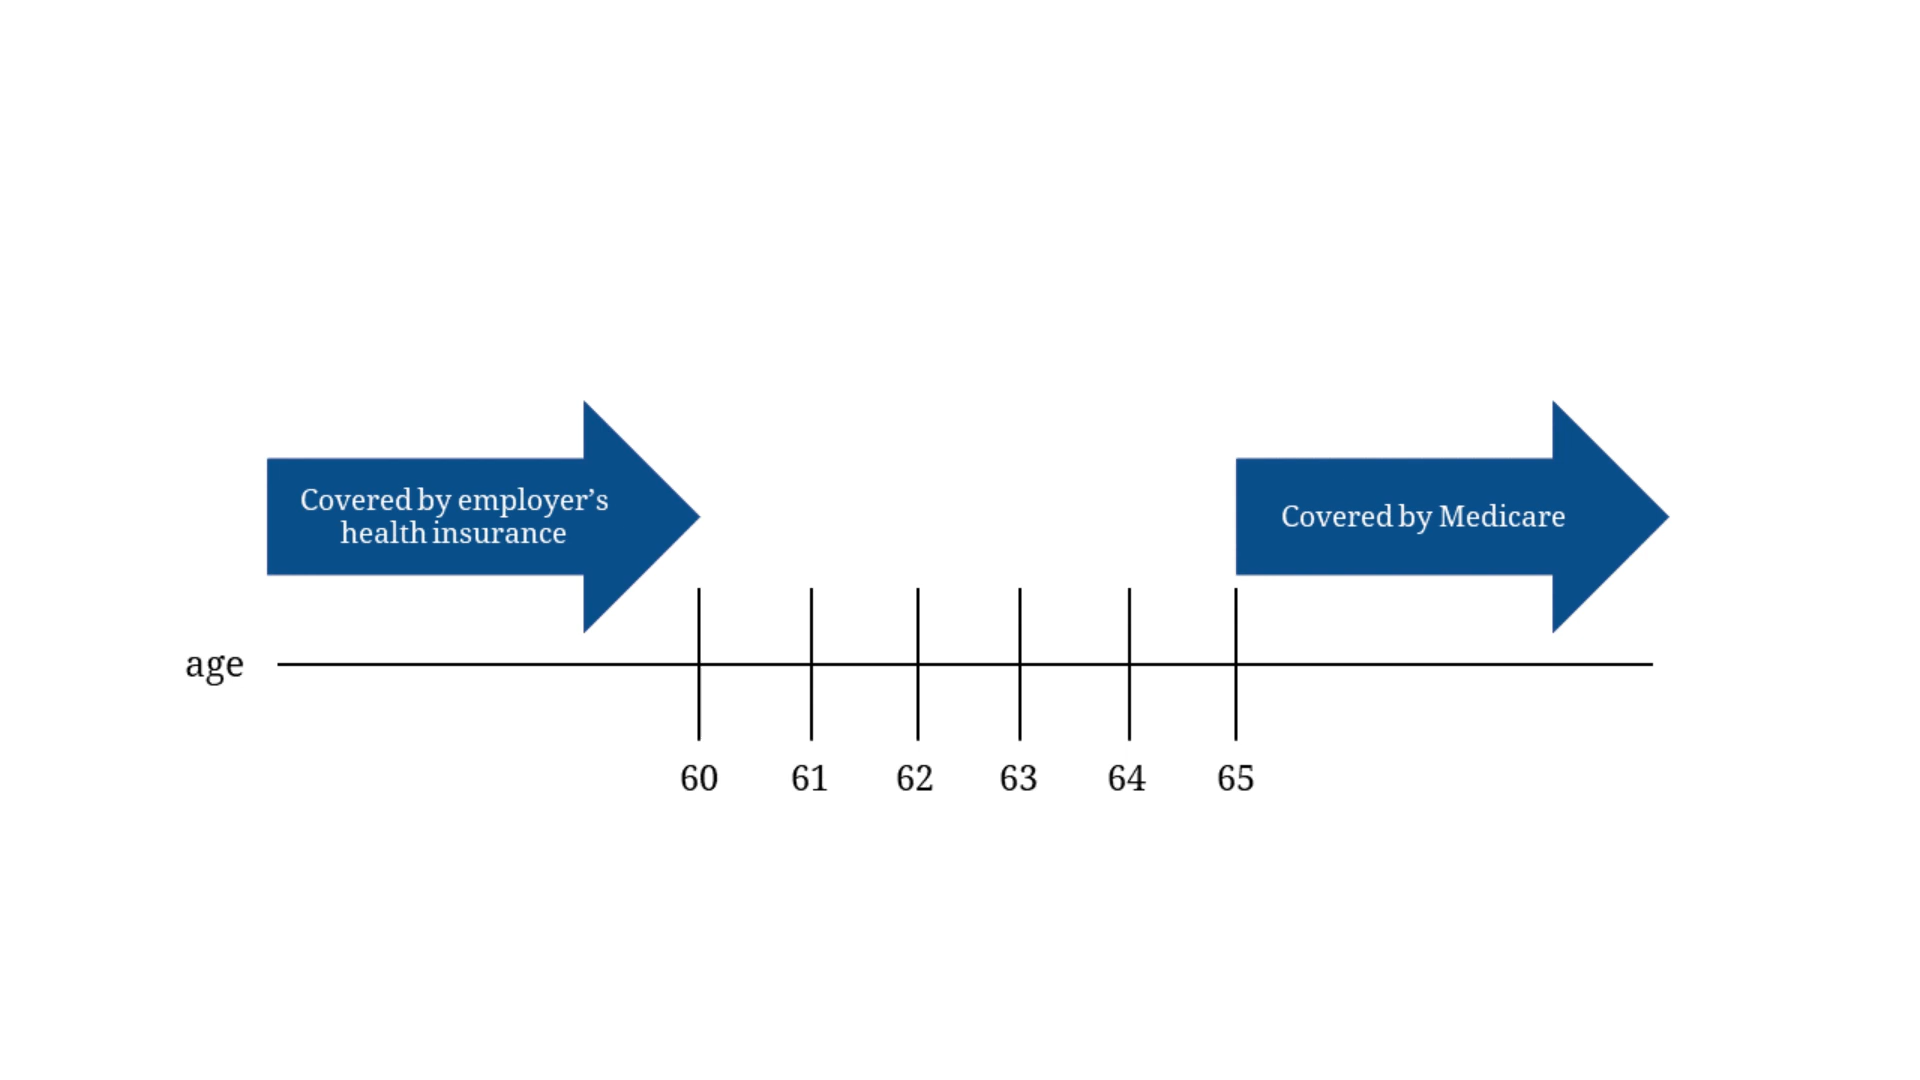 Covered by employer’s
health insurance
Covered by Medicare
age
60 61 62 63 64 65